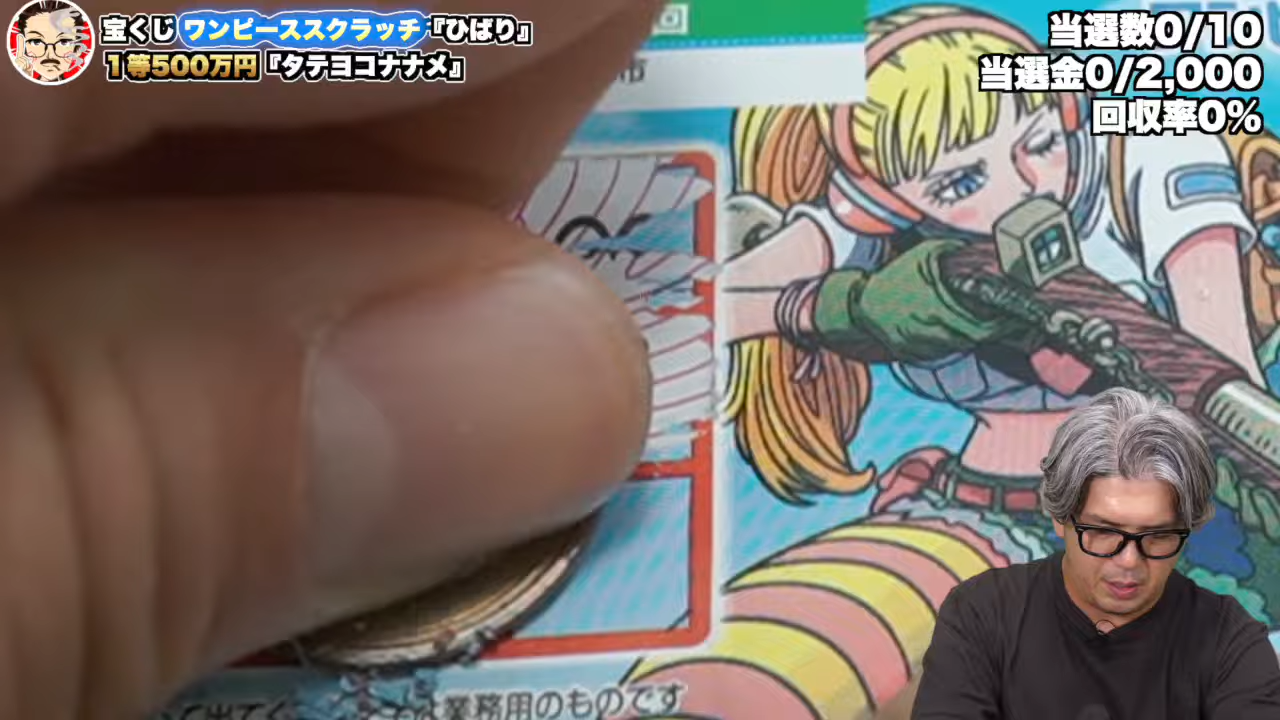 宝くじワンピーススクラッチ『ひばり』
1等500万円『タテヨコナナメ』
当選数0/10
当選金0/2,000
回収率0%
市
業務用のものです